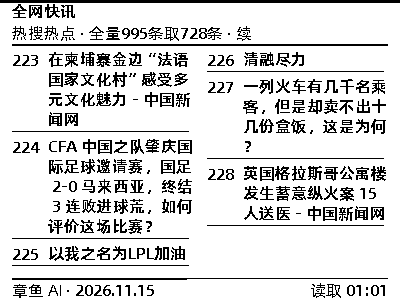 全网快讯
热搜热点 · 全量995条取728条 · 续
223 在柬埔寨金边“法语
国家文化村”感受多
元文化魅力 - 中国新
闻网
224 CFA 中国之队肇庆国
际足球邀请赛，国足
2-0 马来西亚，终结
3 连败进球荒，如何
评价这场比赛？
225 以我之名为LPL加油
226 清融尽力
227 一列火车有几千名乘
客，但是却卖不出十
几份盒饭，这是为何
？
228 英国格拉斯哥公寓楼
发生蓄意纵火案 15
人送医 - 中国新闻网
章鱼 AI · 2026.11.15
读取 01:01